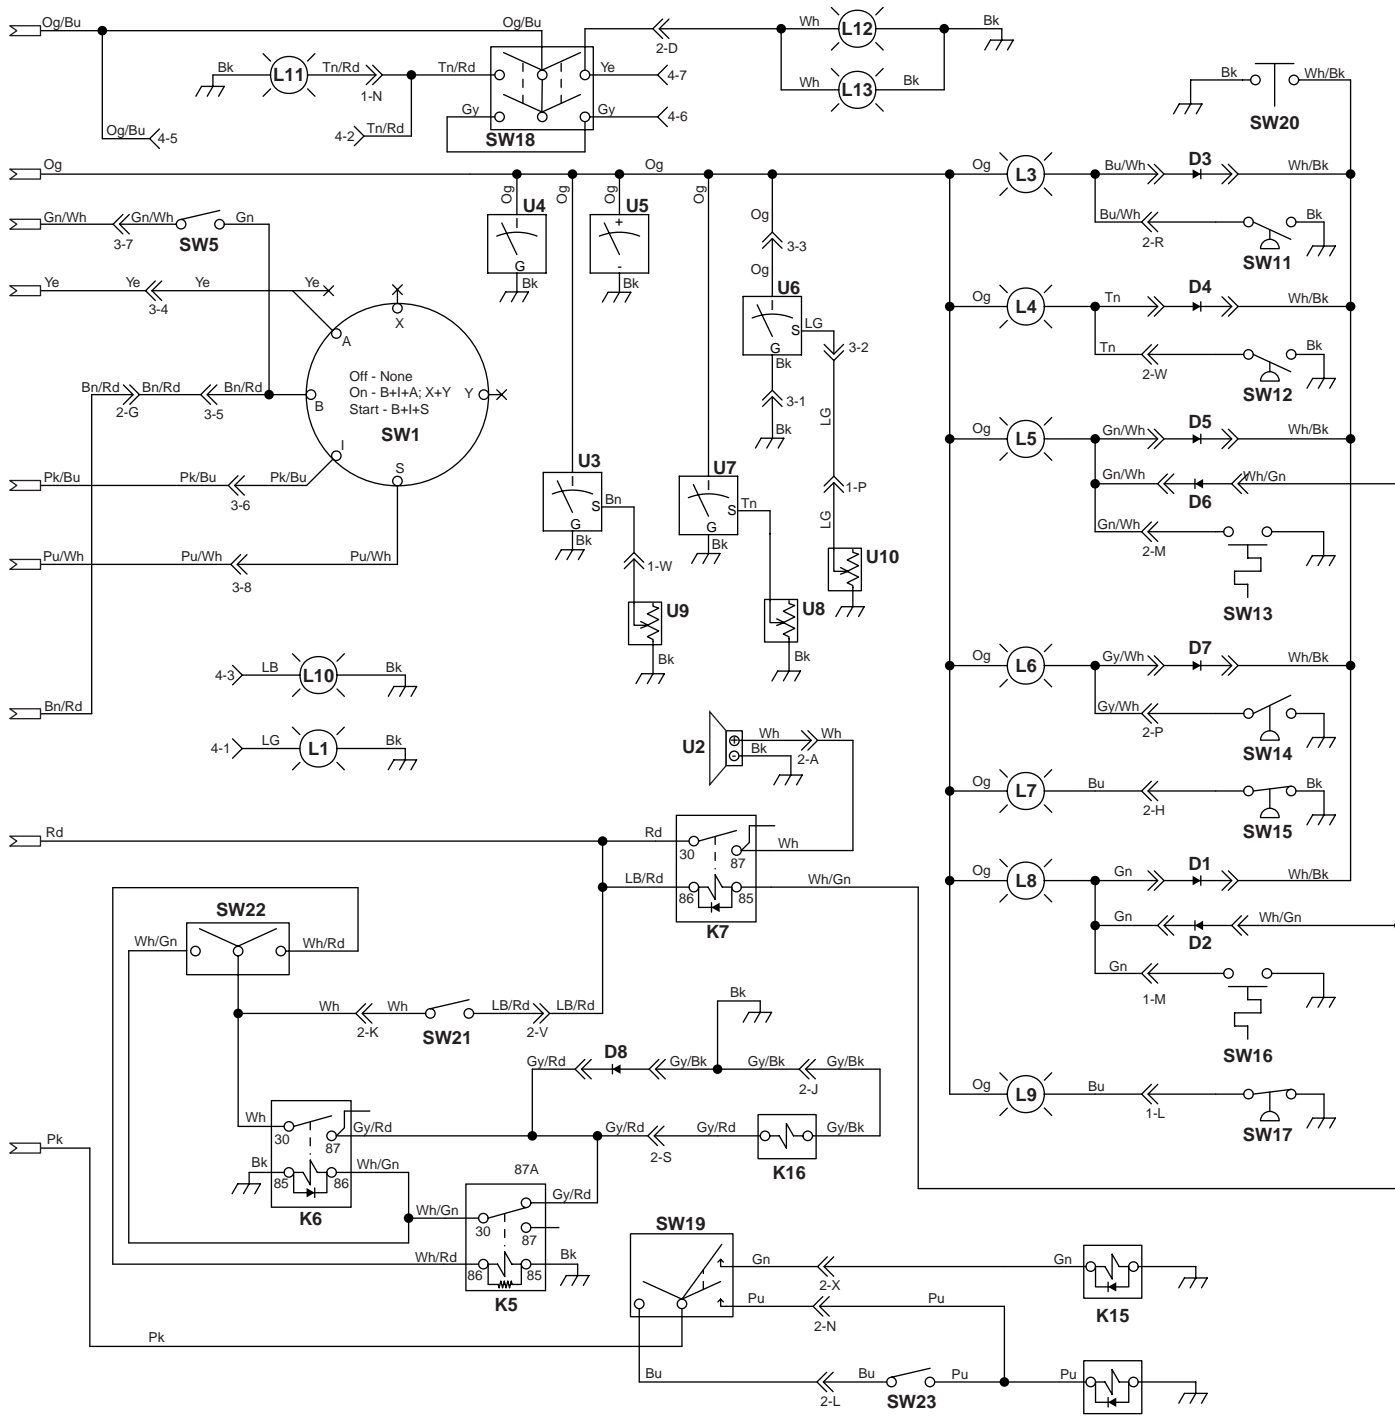 Og/Bu Og/Bu Wh L12 Bk
2-D
Bk L11 Tn/Rd Tn/Rd Ye 4-7
1-N
Wh L13 Bk
Bk Wh/Bk
SW20
Og/Bu 4-5 4-2 Tn/Rd Gy Gy 4-6
SW18
Og Og Og Og L3 Bu/Wh D3 Wh/Bk
Og Og Og Og
U4 U5
I + G -
Bk Bk
Gn/Wh Gn/Wh Gn
3-7 SW5
Og
3-3
Og
Bu/Wh Bk
2-R SW11
Ye Ye Ye Ye
3-4
X
A
U6
I S G
LG
3-2
Bk
Og L4 Tn D4 Wh/Bk
Tn Bk
2-W SW12
Off - None
On - B+I+A; X+Y
Start - B+I+S
SW1
Y
Bn/Rd Bn/Rd Bn/Rd
2-G 3-5
B
3-1
Bk
LG
Og L5 Gn/Wh D5 Wh/Bk
I
S
Pk/Bu Pk/Bu
3-6
U3
I S G
Bn
Bk
U7
I S G
Tn
Bk
1-P
LG
Gn/Wh D6 Wh/Gn
Gn/Wh
2-M
SW13
Pu/Wh Pu/Wh Pu/Wh
3-8
1-W
U10
U9 U8
Bk Bk
4-3 LB L10 Bk
Og L6 Gy/Wh D7 Wh/Bk
Bn/Rd
Gy/Wh
2-P SW14
4-1 LG L1 Bk
U2
+ Wh Wh
- Bk
2-A
Og L7 Bu Bk
2-H SW15
Rd Rd
30 87
Wh
LB/Rd 86 85 Wh/Gn
K7
Og L8 Gn D1 Wh/Bk
SW22
Wh/Gn Wh/Rd
Gn D2 Wh/Gn
Gn
1-M
SW16
Wh Wh LB/Rd LB/Rd
2-K SW21 2-V
Bk
Gy/Rd D8 Gy/Bk Gy/Bk Gy/Bk
2-J
Og L9 Bu
1-L SW17
Wh
30 87
Gy/Rd Gy/Rd Gy/Rd Gy/Bk
2-S
K16
Pk
Bk 85 86 Wh/Gn
K6
87A
Gy/Rd
Wh/Gn 30 87
Wh/Rd 86 85 Bk
K5
SW19
Gn Gn
2-X
K15
Pu Pu
2-N
Pk
Bu Bu Pu Pu
2-L SW23